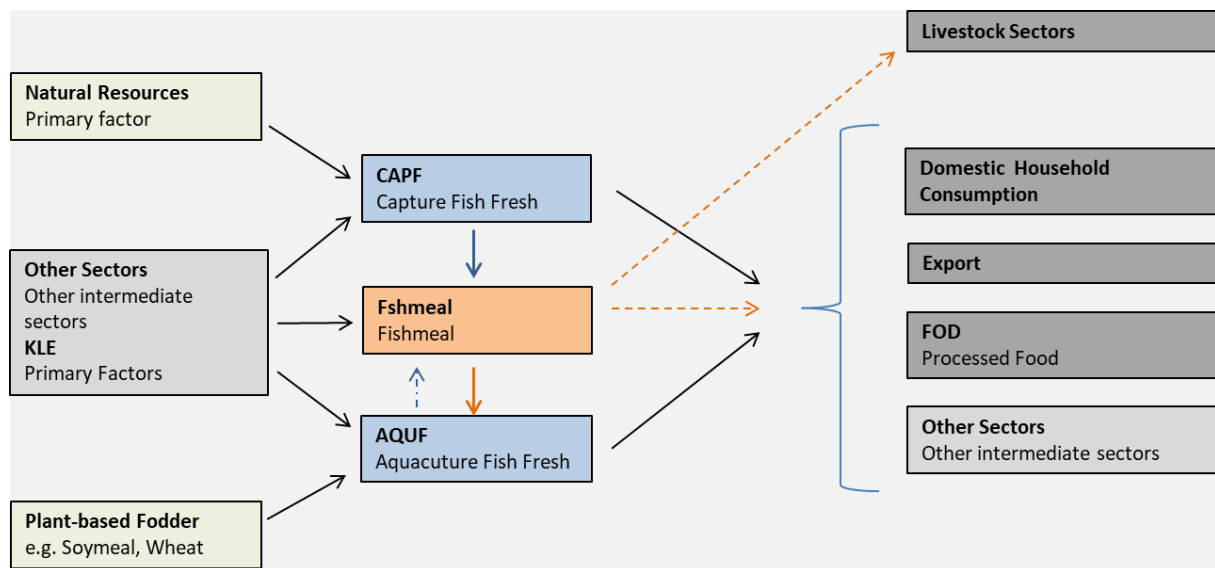 Natural Resources
Primary factor
Other Sectors
Other intermediate
sectors
KLE
Primary Factors
Plant-based Fodder
e.g. Soymeal, Wheat
CAPF
Capture Fish Fresh
Fshmeal
Fishmeal
AQUF
Aquacuture Fish Fresh
Livestock Sectors
Domestic Household
Consumption
Export
FOD
Processed Food
Other Sectors
Other intermediate sectors